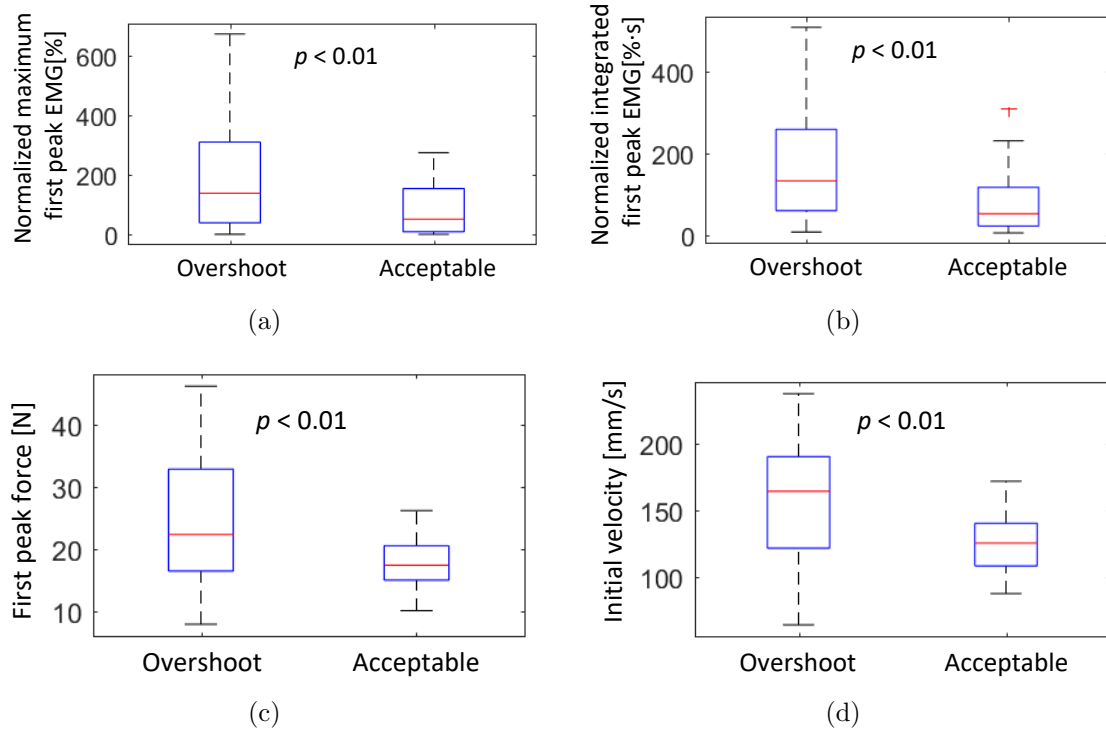 Normalized maximum
first peak EMG[%]
600
400
200
0
p < 0.01
Overshoot
Acceptable
(a)
Normalized integrated
first peak EMG[%·s]
400
200
0
p < 0.01
Overshoot
Acceptable
(b)
First peak force [N]
40
30
20
10
p < 0.01
Overshoot
Acceptable
(c)
Initial velocity [mm/s]
200
150
100
p < 0.01
Overshoot
Acceptable
(d)